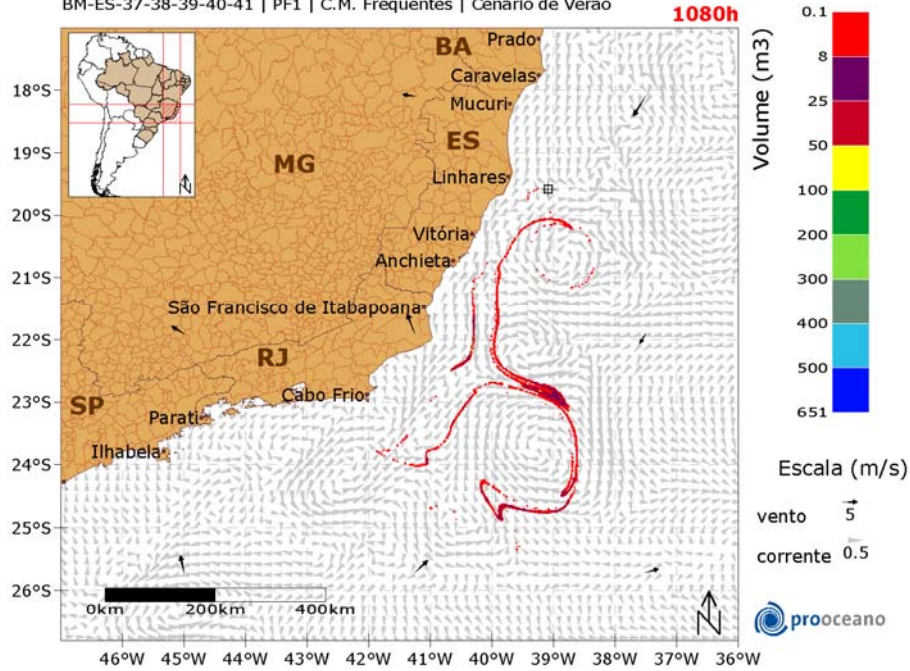 BM-ES-37-38-39-40-41 | PF1 | C.M. Frequentes | Cenário de Verão
1080h
BA
Prado
Caravelas
Mucuri
18°S
ES
19°S
MG
Linhares
20°S
Vitória
Anchieta
21°S
São Francisco de Itabapoana
22°S
RJ
Cabo Frio
23°S
SP
Parati
Ilhabela
24°S
25°S
26°S
0km
200km
400km
N
46°W
45°W
44°W
43°W
42°W
41°W
40°W
39°W
38°W
37°W
36°W
Volume (m3)
0.1
8
25
50
100
200
300
400
500
651
Escala (m/s)
vento
5
corrente
0.5
prooceano